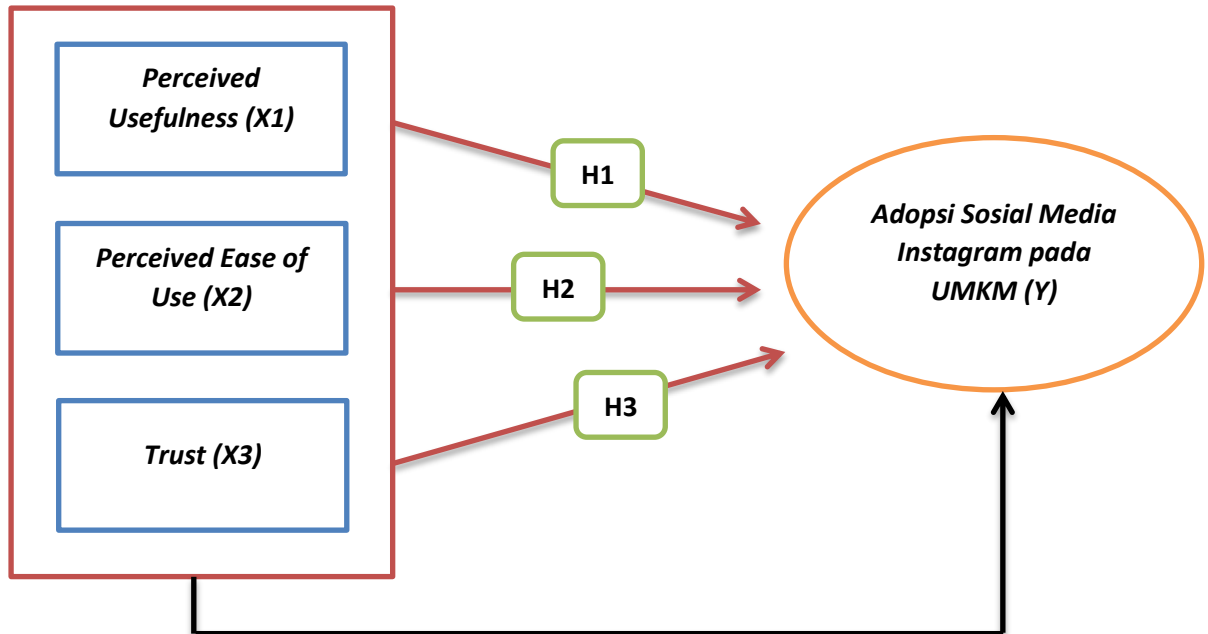 Perceived
Usefulness (X1)
H1
Perceived Ease of
Use (X2)
H2
Trust (X3)
H3
Adopsi Sosial Media
Instagram pada
UMKM (Y)